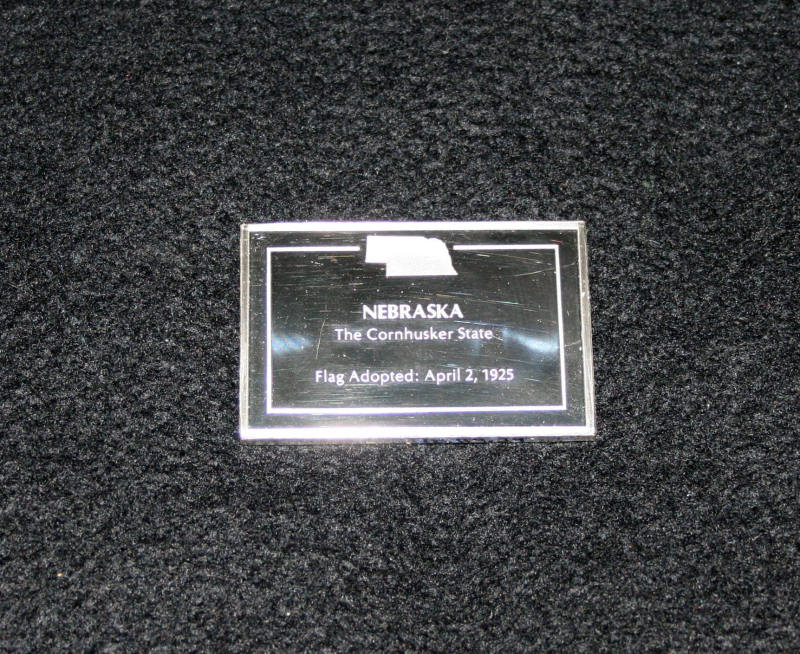 NEBRASKA
The Cornhusker State
Flag Adopted: April 2, 1925